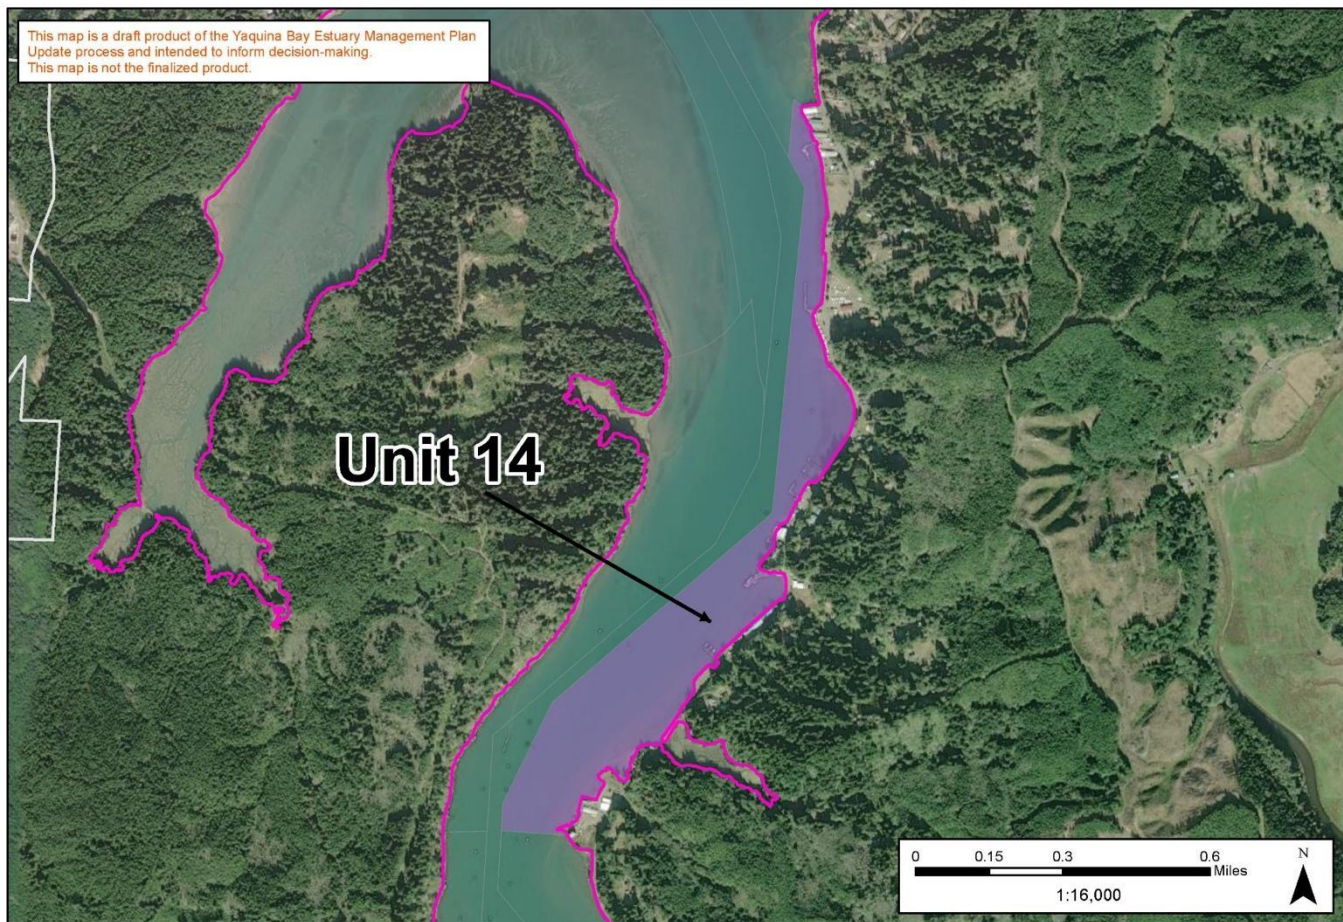 This map is a draft product of the Yaquina Bay Estuary Management Plan
Update process and intended to inform decision-making.
This map is not the finalized product.
Unit 14
0 0.15 0.3 0.6
Miles
1:16,000
N